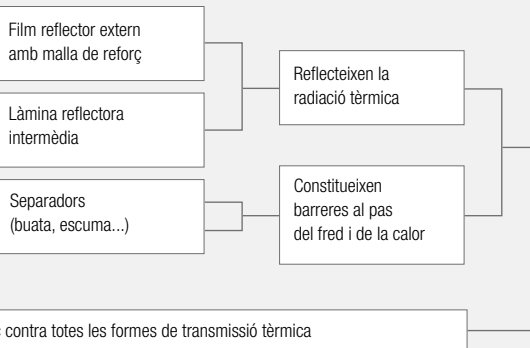 Film reflector extern
amb malla de reforç
Làmina reflectora
intermèdia
Separadors
(buata, escuma...)
Reflecteixen la
radiació tèrmica
Constitueixen
barreres al pas
del fred i de la calor
contra totes les formes de transmissió tèrmica